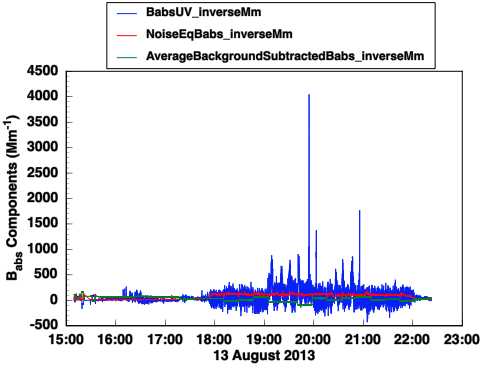 BabsUV_inverseMm
NoiseEqBabs_inverseMm
AverageBackgroundSubtractedBabs_inverseMm
4500
4000
3500
3000
2500
2000
1500
1000
500
0
-500
Babs Components (Mm-1)
15:00 16:00 17:00 18:00 19:00 20:00 21:00 22:00 23:00
13 August 2013